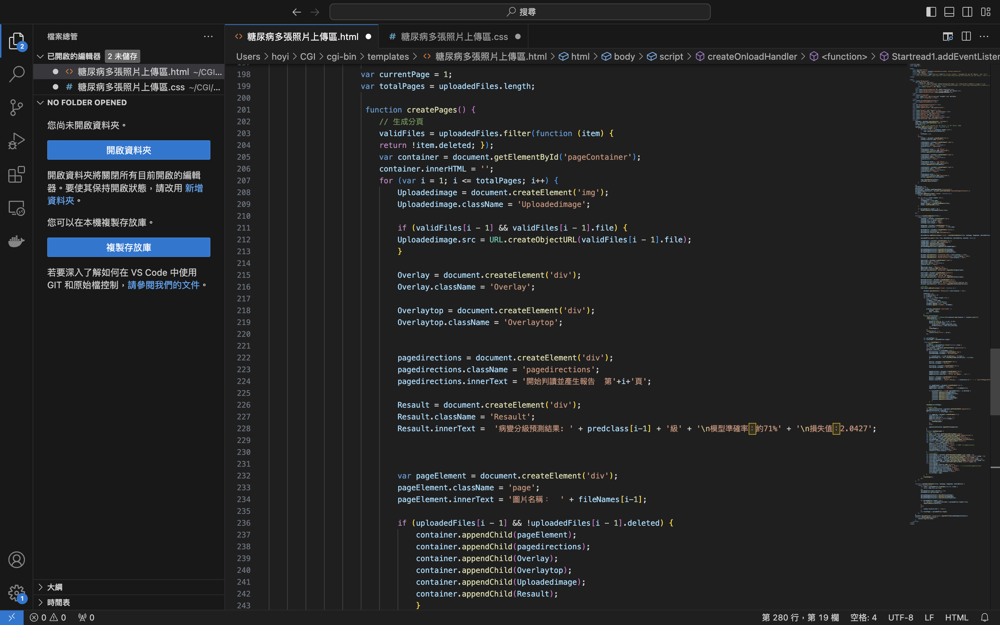 搜尋
檔案總管
已開啟的編輯器 2 未儲存
糖尿病多張照片上傳區.html ~/CGI...
糖尿病多張照片上傳區.css ~/CGI/...
NO FOLDER OPENED
您尚未開啟資料夾。
開啟資料夾
開啟資料夾將關閉所有目前開啟的編輯
器。要使其保持開啟狀態，請改用 新增
資料夾。
您可以在本機複製存放庫。
複製存放庫
若要深入了解如何在 VS Code 中使用
GIT 和原始檔控制，請參閱我們的文件。
大綱
時間表
2
1
糖尿病多張照片上傳區.html
糖尿病多張照片上傳區.css
Users > hoyi > CGI > cgi-bin > templates > 糖尿病多張照片上傳區.html > html > body > script > createOnloadHandler > <function> > Startread1.addEventListen
198 var currentPage = 1;
199 var totalPages = uploadedFiles.length;
200
201 function createPages() {
202 // 生成分頁
203 validFiles = uploadedFiles.filter(function (item) {
204 return !item.deleted; });
205 var container = document.getElementById('pageContainer');
206 container.innerHTML = '';
207 for (var i = 1; i <= totalPages; i++) {
208 Uploadedimage = document.createElement('img');
209 Uploadedimage.className = 'Uploadedimage';
210
211 if (validFiles[i - 1] && validFiles[i - 1].file) {
212 Uploadedimage.src = URL.createObjectURL(validFiles[i - 1].file);
213 }
214
215 Overlay = document.createElement('div');
216 Overlay.className = 'Overlay';
217
218 Overlaytop = document.createElement('div');
219 Overlaytop.className = 'Overlaytop';
220
221
222 pagedirections = document.createElement('div');
223 pagedirections.className = 'pagedirections';
224 pagedirections.innerText = '開始判讀並產生報告  第'+i+'頁';
225
226 Resault = document.createElement('div');
227 Resault.className = 'Resault';
228 Resault.innerText =  '病變分級預測結果: ' + predclass[i-1] + '級' + '\n模型準確率：約71%' + '\n損失值：2.0427';
229
230
231
232 var pageElement = document.createElement('div');
233 pageElement.className = 'page';
234 pageElement.innerText = '圖片名稱：  ' + fileNames[i-1];
235
236 if (uploadedFiles[i - 1] && !uploadedFiles[i - 1].deleted) {
237 container.appendChild(pageElement);
238 container.appendChild(pagedirections);
239 container.appendChild(Overlay);
240 container.appendChild(Overlaytop);
241 container.appendChild(Uploadedimage);
242 container.appendChild(Resault);
243 }
0 0 0
第 280 行，第 19 欄 空格: 4 UTF-8 LF HTML